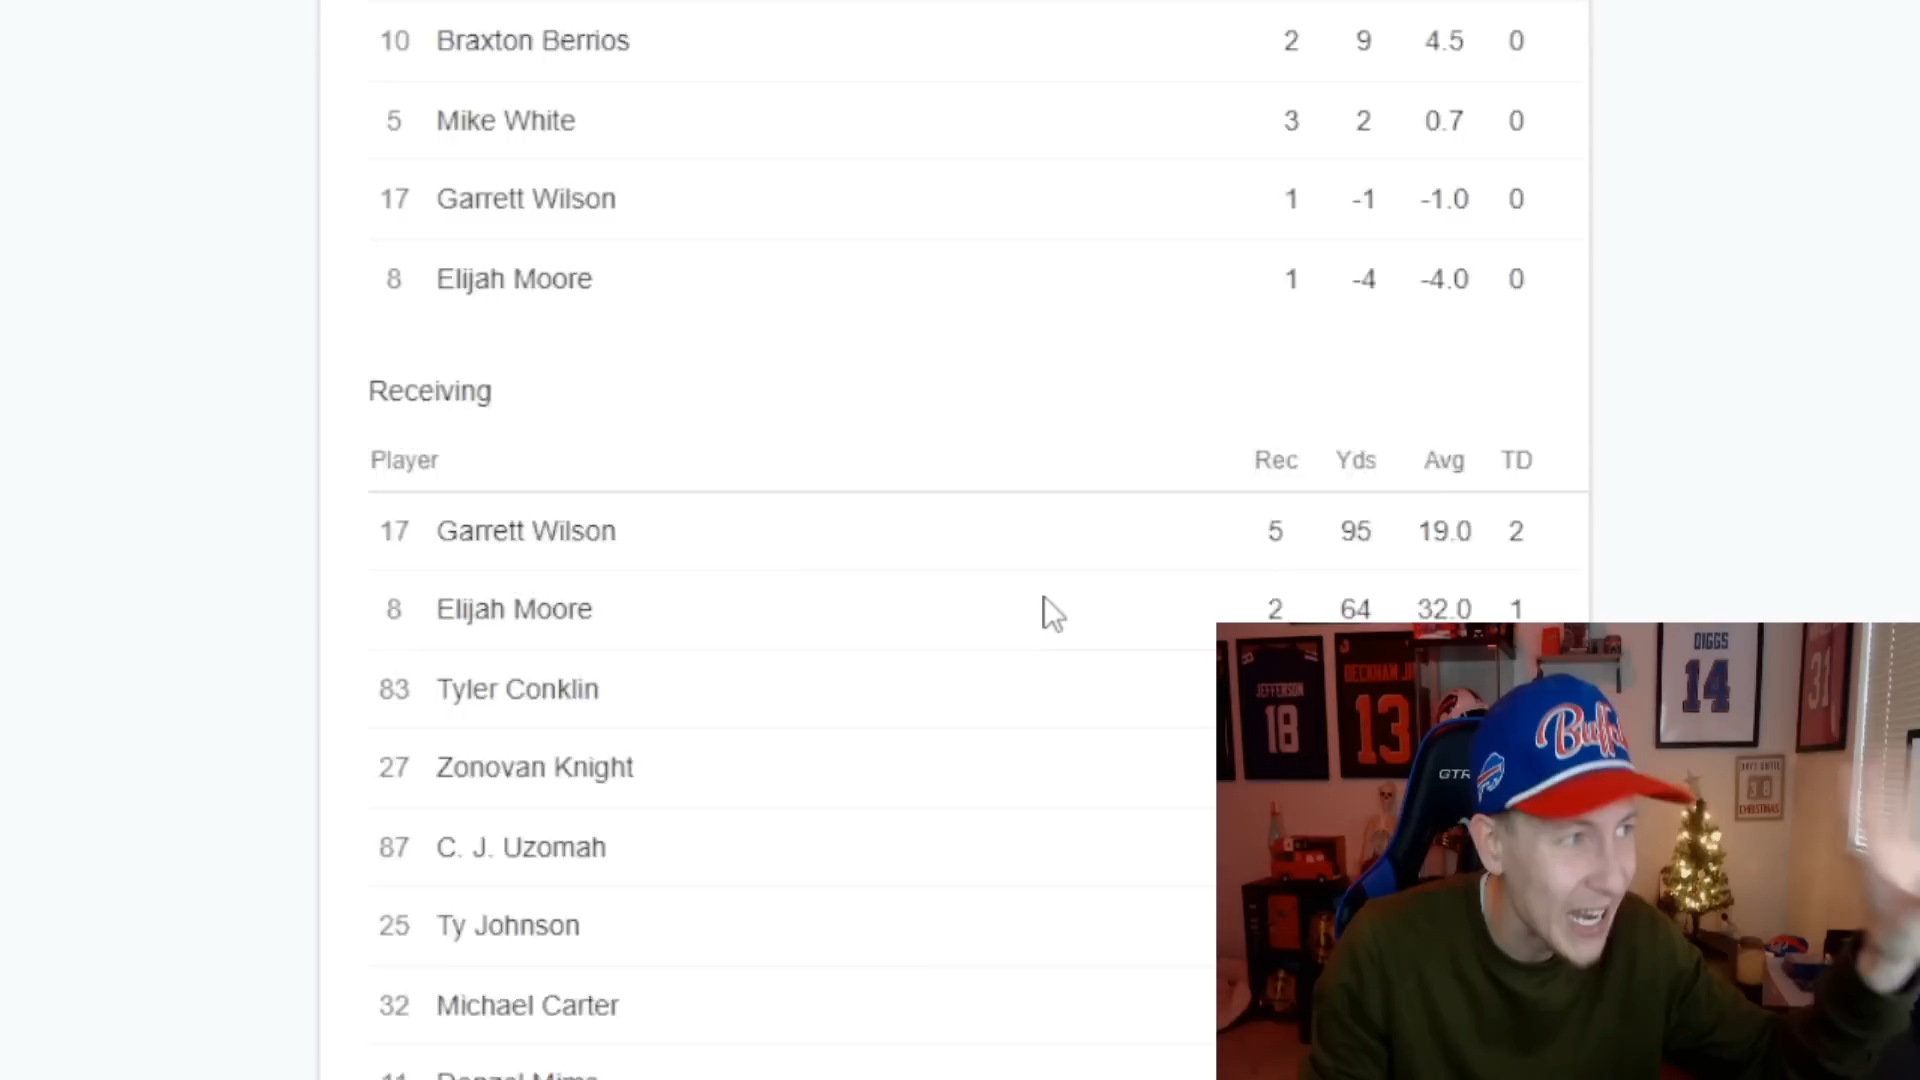 10 Braxton Berrios 2 9 4.5 0
5 Mike White 3 2 0.7 0
17 Garrett Wilson 1 -1 -1.0 0
8 Elijah Moore 1 -4 -4.0 0
Receiving
Player Rec Yds Avg TD
17 Garrett Wilson 5 95 19.0 2
8 Elijah Moore 2 64 32.0 1
83 Tyler Conklin
27 Zonovan Knight
87 C. J. Uzomah
25 Ty Johnson
32 Michael Carter
JEFFERSON
18
BECKHAM JR
13
DIGGS
14
31
GTR
DAYS UNTIL
CHRISTMAS